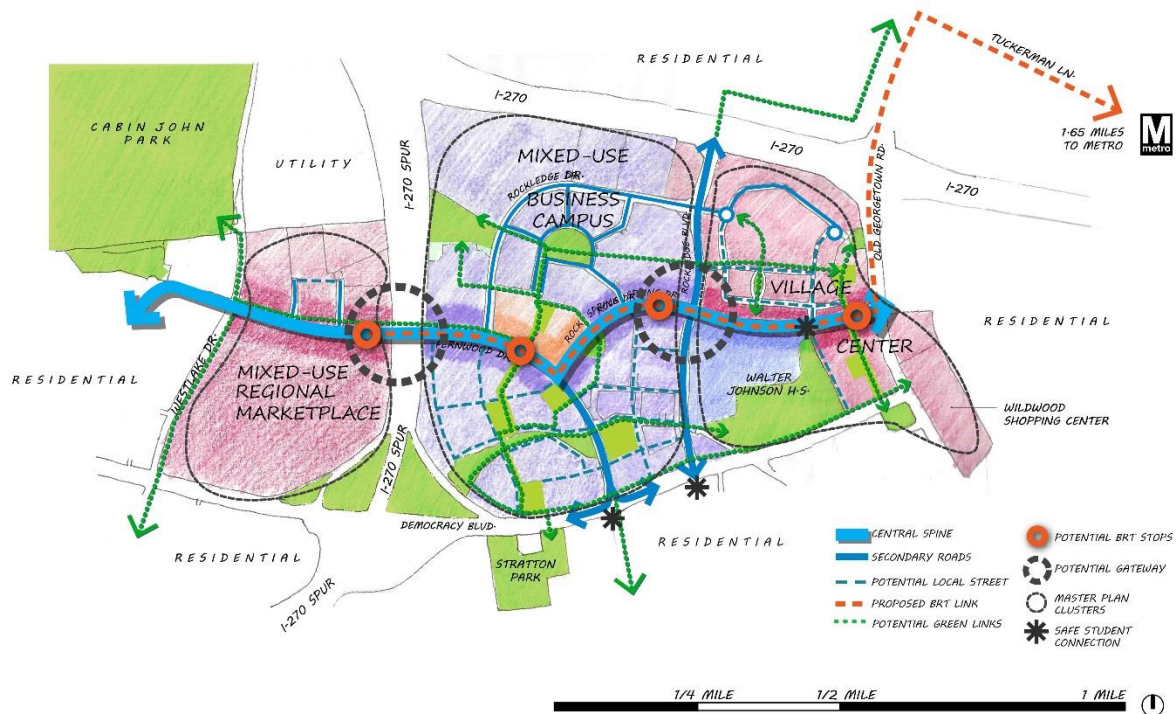 RESIDENTIAL
TUCKERMAN LN.
1.65 MILES
TO METRO
M
metro
I-270
CABIN JOHN
PARK
UTILITY
I-270 SPUR
MIXED-USE
BUSINESS
CAMPUS
ROCKLEDGE DR.
ROCKLEDGE BLVD.
I-270
OLD GEORGETOWN RD.
I-270
VILLAGE
CENTER
RESIDENTIAL
FERNWOOD DR.
RESIDENTIAL
WESTLAKE DR.
MIXED-USE
REGIONAL
MARKETPLACE
WALTER
JOHNSON H.S.
WILDWOOD
SHOPPING CENTER
I-270 SPUR
DEMOCRACY BLVD.
RESIDENTIAL
STRATTON
PARK
RESIDENTIAL
I-270 SPUR
CENTRAL SPINE
SECONDARY ROADS
POTENTIAL LOCAL STREET
PROPOSED BRT LINK
POTENTIAL GREEN LINKS
POTENTIAL BRT STOPS
POTENTIAL GATEWAY
MASTER PLAN
CLUSTERS
SAFE STUDENT
CONNECTION
1/4 MILE
1/2 MILE
1 MILE